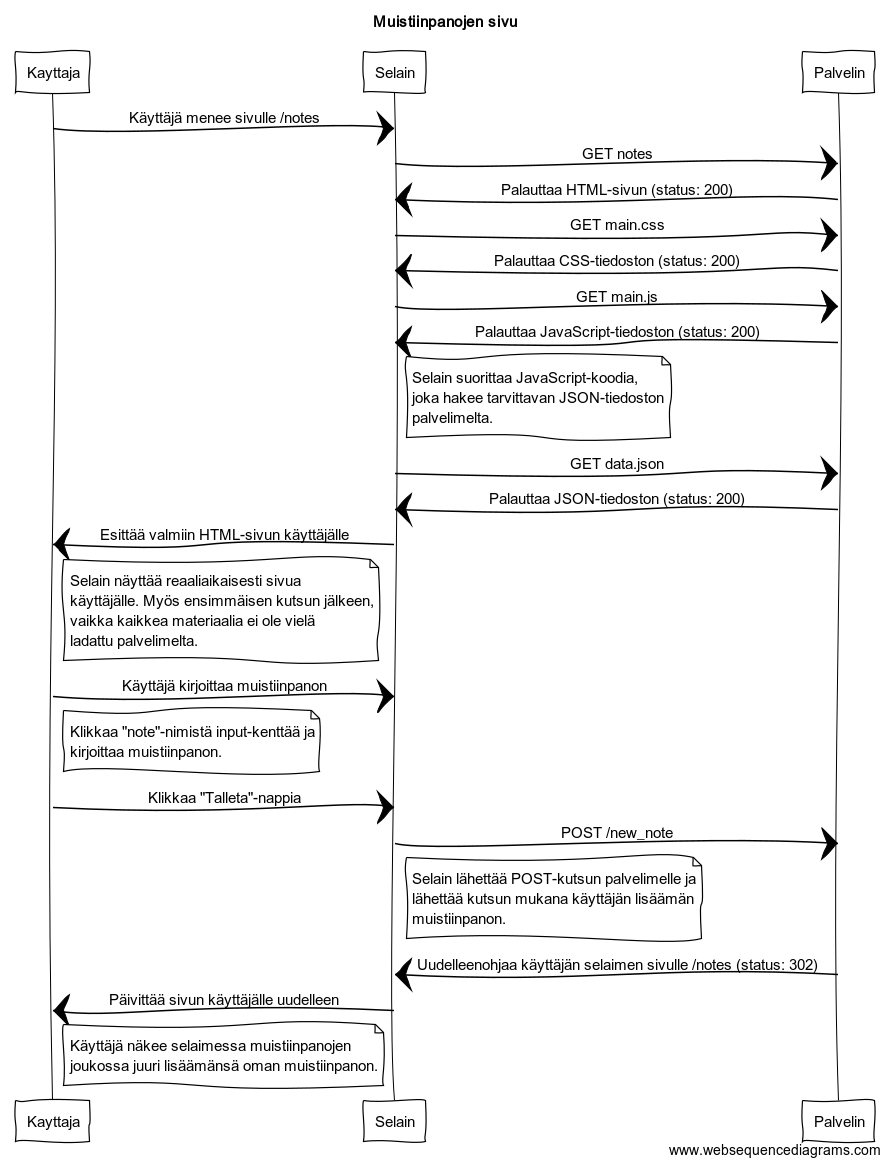 Muistiinpanojen sivu
Kayttaja
Selain
Palvelin
Käyttäjä menee sivulle /notes
GET notes
Palauttaa HTML-sivun (status: 200)
GET main.css
Palauttaa CSS-tiedoston (status: 200)
GET main.js
Palauttaa JavaScript-tiedoston (status: 200)
Selain suorittaa JavaScript-koodia,
joka hakee tarvittavan JSON-tiedoston
palvelimelta.
GET data.json
Palauttaa JSON-tiedoston (status: 200)
Esittää valmiin HTML-sivun käyttäjälle
Selain näyttää reaaliaikaisesti sivua
käyttäjälle. Myös ensimmäisen kutsun jälkeen,
vaikka kaikkea materiaalia ei ole vielä
ladattu palvelimelta.
Käyttäjä kirjoittaa muistiinpanon
Klikkaa "note"-nimistä input-kenttää ja
kirjoittaa muistiinpanon.
Klikkaa "Talleta"-nappia
POST /new_note
Selain lähettää POST-kutsun palvelimelle ja
lähettää kutsun mukana käyttäjän lisäämän
muistiinpanon.
Uudelleenohjaa käyttäjän selaimen sivulle /notes (status: 302)
Päivittää sivun käyttäjälle uudelleen
Käyttäjä näkee selaimessa muistiinpanojen
joukossa juuri lisäämänsä oman muistiinpanon.
Kayttaja
Selain
Palvelin
www.websequencediagrams.com